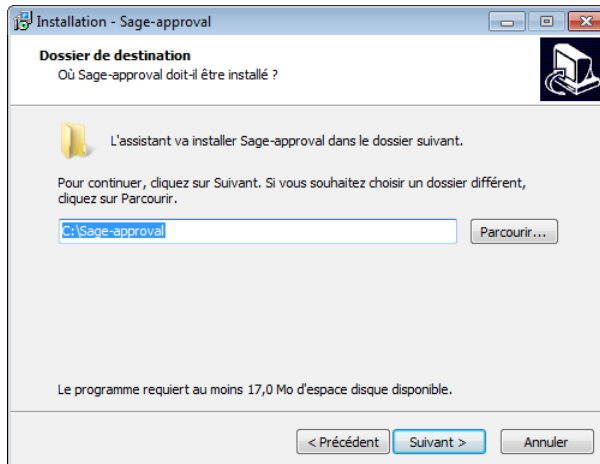 Installation - Sage-approval
Dossier de destination
Où Sage-approval doit-il être installé ?
L'assistant va installer Sage-approval dans le dossier suivant.
Pour continuer, cliquez sur Suivant. Si vous souhaitez choisir un dossier différent,
cliquez sur Parcourir.
C:\Sage-approval
Parcourir...
Le programme requiert au moins 17,0 Mo d'espace disque disponible.
< Précédent
Suivant >
Annuler